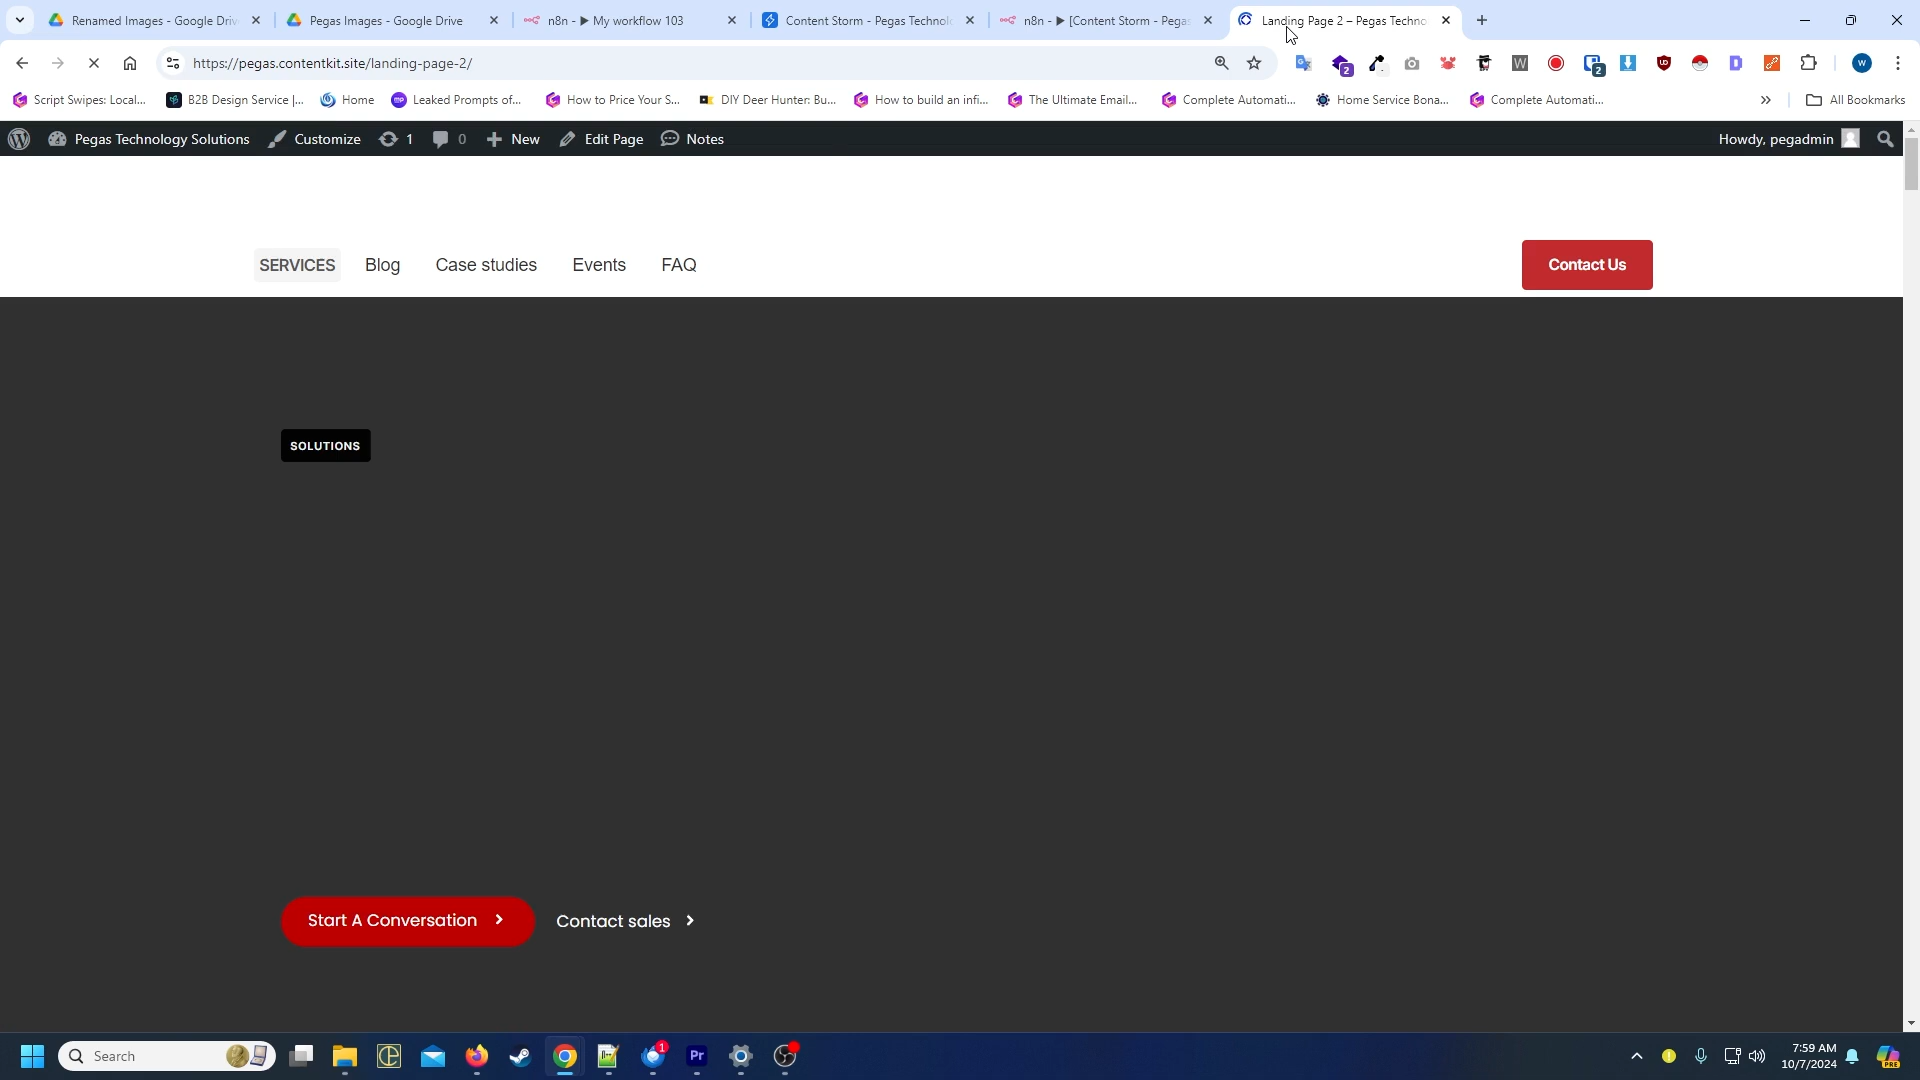 Renamed Images - Google Driv
Pegas Images - Google Drive
n8n - ▶ My workflow 103
Content Storm - Pegas Technol
n8n - ▶ [Content Storm - Pega
Landing Page 2 – Pegas Techno
https://pegas.contentkit.site/landing-page-2/
2
2
Script Swipes: Local...
B2B Design Service |...
Home
Leaked Prompts of...
How to Price Your S...
DIY Deer Hunter: Bu...
How to build an infi...
The Ultimate Email...
Complete Automati...
Home Service Bona...
Complete Automati...
All Bookmarks
Pegas Technology Solutions
Customize
1
0
New
Edit Page
Notes
Howdy, pegadmin
SERVICES
Blog
Case studies
Events
FAQ
Contact Us
SOLUTIONS
Start A Conversation
Contact sales
Search
1
Pr
7:59 AM
10/7/2024
PRE